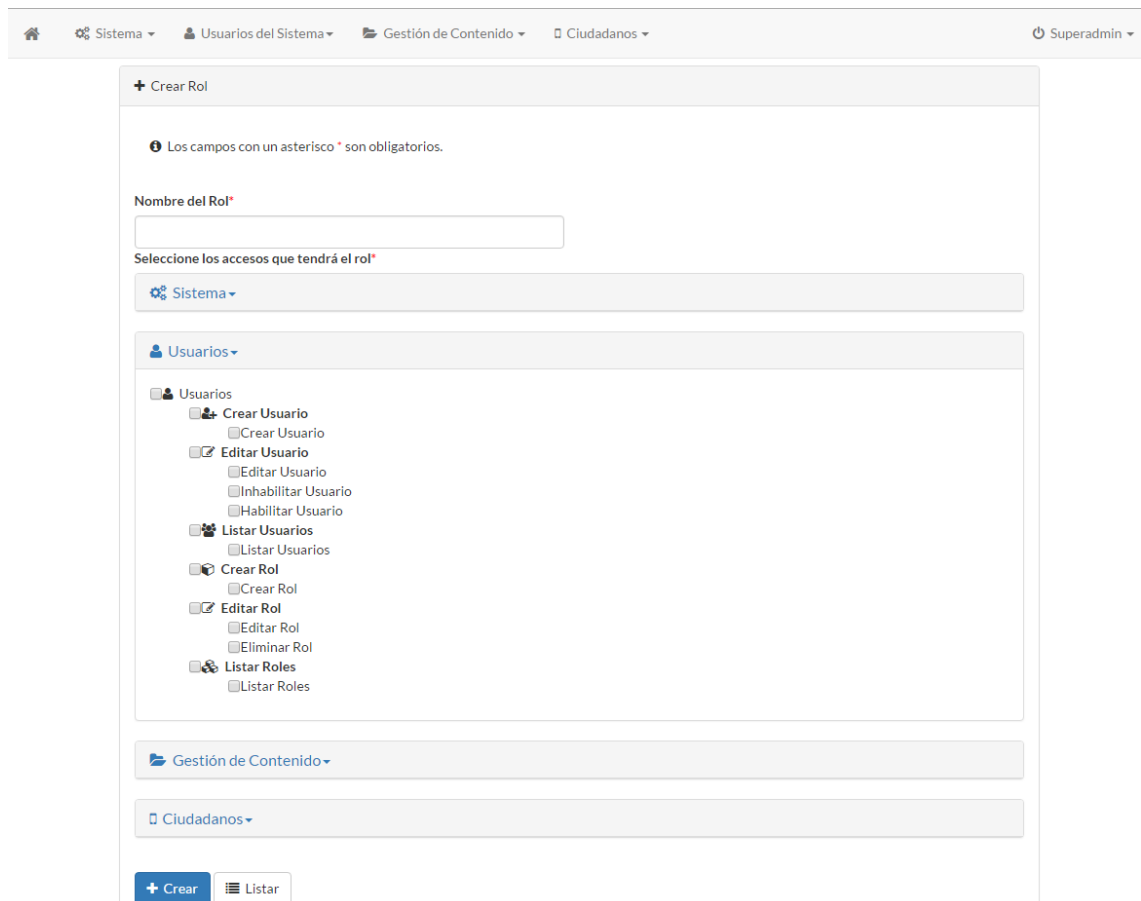 Sistema Usuarios del Sistema Gestión de Contenido Ciudadanos Superadmin
Crear Rol
Los campos con un asterisco * son obligatorios.
Nombre del Rol*
Seleccione los accesos que tendrá el rol*
Sistema
Usuarios
Usuarios
Crear Usuario
Crear Usuario
Editar Usuario
Editar Usuario
Inhabilitar Usuario
Habilitar Usuario
Listar Usuarios
Listar Usuarios
Crear Rol
Crear Rol
Editar Rol
Editar Rol
Eliminar Rol
Listar Roles
Listar Roles
Gestión de Contenido
Ciudadanos
Crear Listar